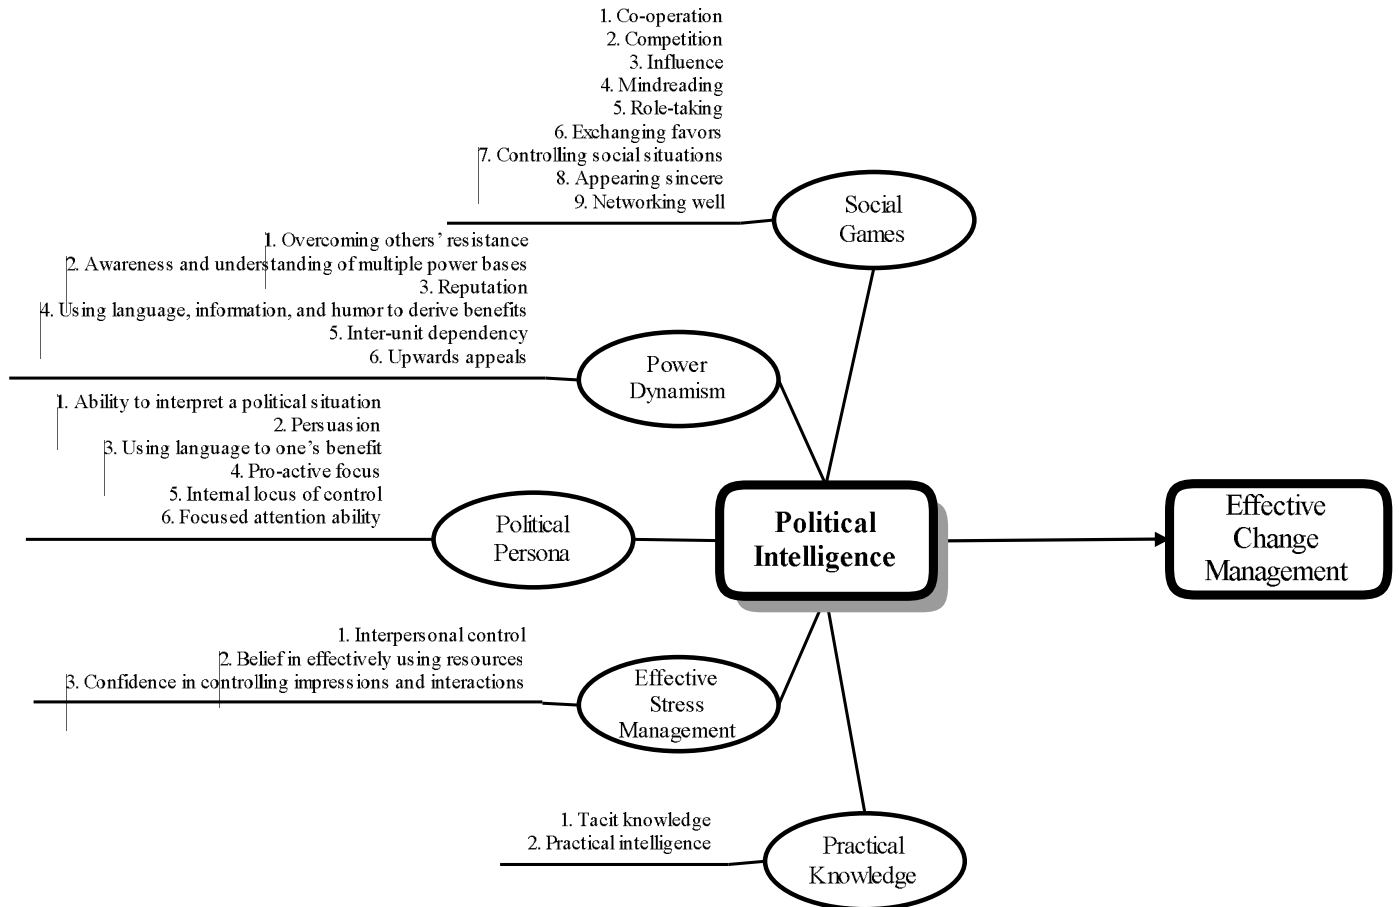 1. Co-operation
2. Competition
3. Influence
4. Mindreading
5. Role-taking
6. Exchanging favors
7. Controlling social situations
8. Appearing sincere
9. Networking well
Social
Games
1. Overcoming others’ resistance
2. Awareness and understanding of multiple power bases
3. Reputation
4. Using language, information, and humor to derive benefits
5. Inter-unit dependency
6. Upwards appeals
Power
Dynamism
1. Ability to interpret a political situation
2. Persuasion
3. Using language to one’s benefit
4. Pro-active focus
5. Internal locus of control
6. Focused attention ability
Political
Persona
Political
Intelligence
Effective
Change
Management
1. Interpersonal control
2. Belief in effectively using resources
3. Confidence in controlling impressions and interactions
Effective
Stress
Management
1. Tacit knowledge
2. Practical intelligence
Practical
Knowledge